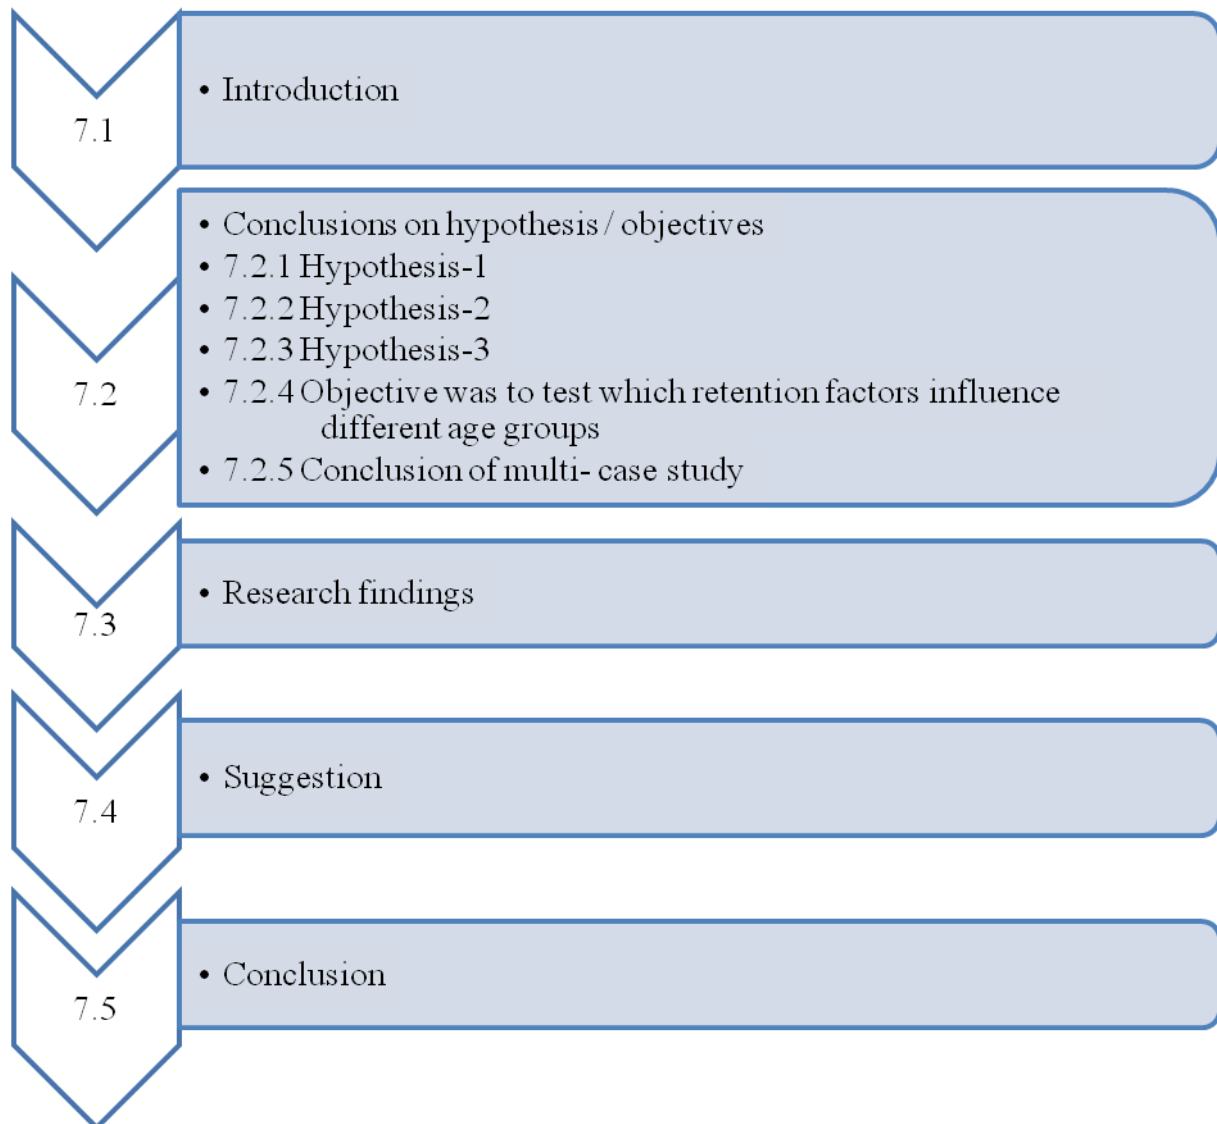 7.1
• Introduction
7.2
• Conclusions on hypothesis / objectives
• 7.2.1 Hypothesis-1
• 7.2.2 Hypothesis-2
• 7.2.3 Hypothesis-3
• 7.2.4 Objective was to test which retention factors influence
different age groups
• 7.2.5 Conclusion of multi- case study
7.3
• Research findings
7.4
• Suggestion
7.5
• Conclusion